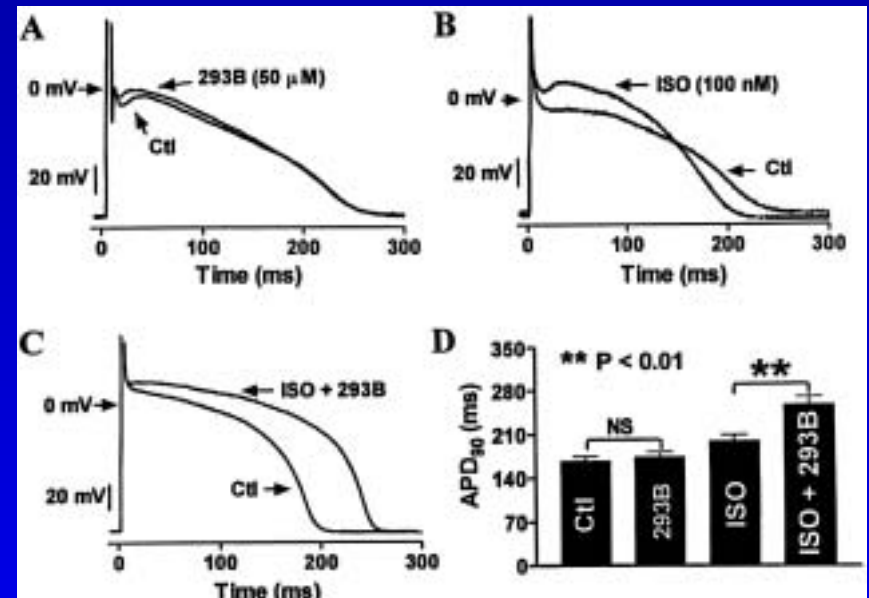 A
0 mV
293B (50 μM)
Ctl
20 mV
0 100 200 300
Time (ms)
B
0 mV
ISO (100 nM)
Ctl
20 mV
0 100 200 300
Time (ms)
C
0 mV
ISO + 293B
Ctl
20 mV
0 100 200 300
Time (ms)
D
350
280
210
140
70
0
APD90 (ms)
** P < 0.01
**
NS
Ctl
293B
ISO
ISO + 293B